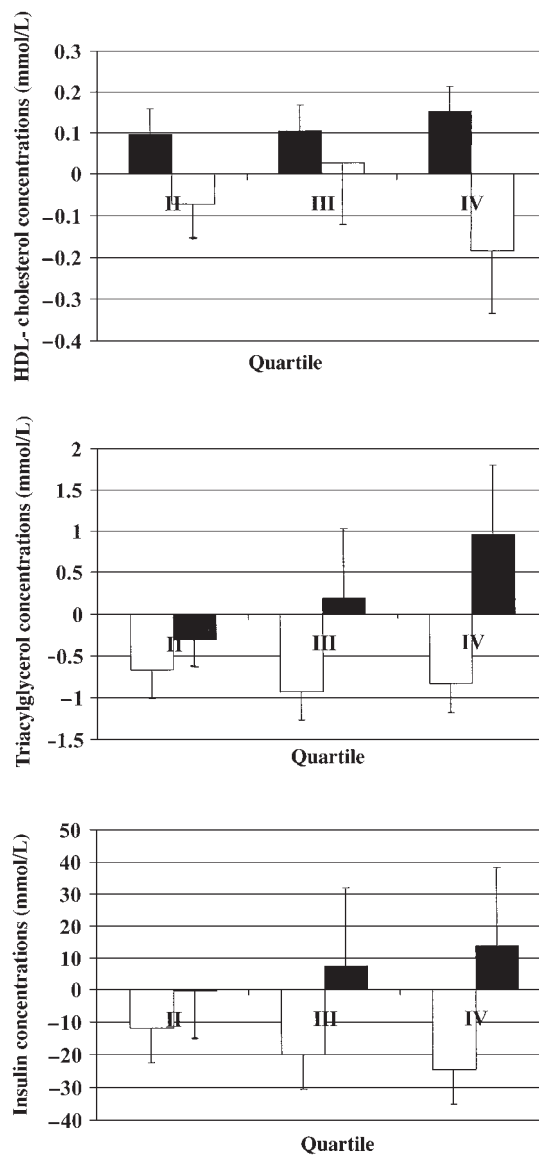 HDL- cholesterol concentrations (mmol/L)
0.3
0.2
0.1
0
−0.1
−0.2
−0.3
−0.4
II
III
IV
Quartile
Triacylglycerol concentrations (mmol/L)
2
1.5
1
0.5
0
−0.5
−1
−1.5
II
III
IV
Quartile
Insulin concentrations (mmol/L)
50
40
30
20
10
0
−10
−20
−30
−40
II
III
IV
Quartile